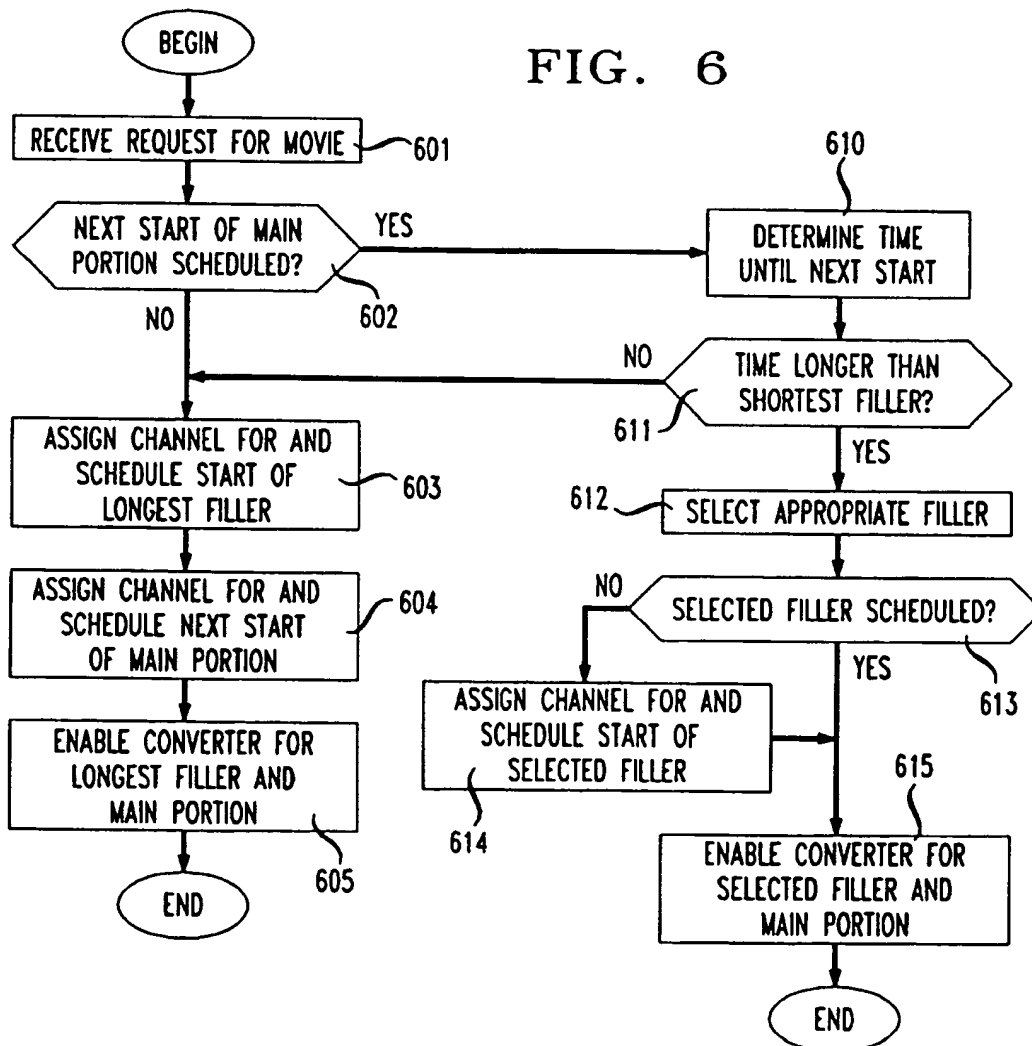 FIG. 6
BEGIN
RECEIVE REQUEST FOR MOVIE
601
NEXT START OF MAIN
PORTION SCHEDULED?
602
YES
NO
ASSIGN CHANNEL FOR AND
SCHEDULE START OF
LONGEST FILLER
603
ASSIGN CHANNEL FOR AND
SCHEDULE NEXT START
OF MAIN PORTION
604
ENABLE CONVERTER FOR
LONGEST FILLER AND
MAIN PORTION
605
END
610
DETERMINE TIME
UNTIL NEXT START
NO
TIME LONGER THAN
SHORTEST FILLER?
611
YES
612
SELECT APPROPRIATE FILLER
NO
SELECTED FILLER SCHEDULED?
613
YES
ASSIGN CHANNEL FOR AND
SCHEDULE START OF
SELECTED FILLER
614
615
ENABLE CONVERTER FOR
SELECTED FILLER AND
MAIN PORTION
END